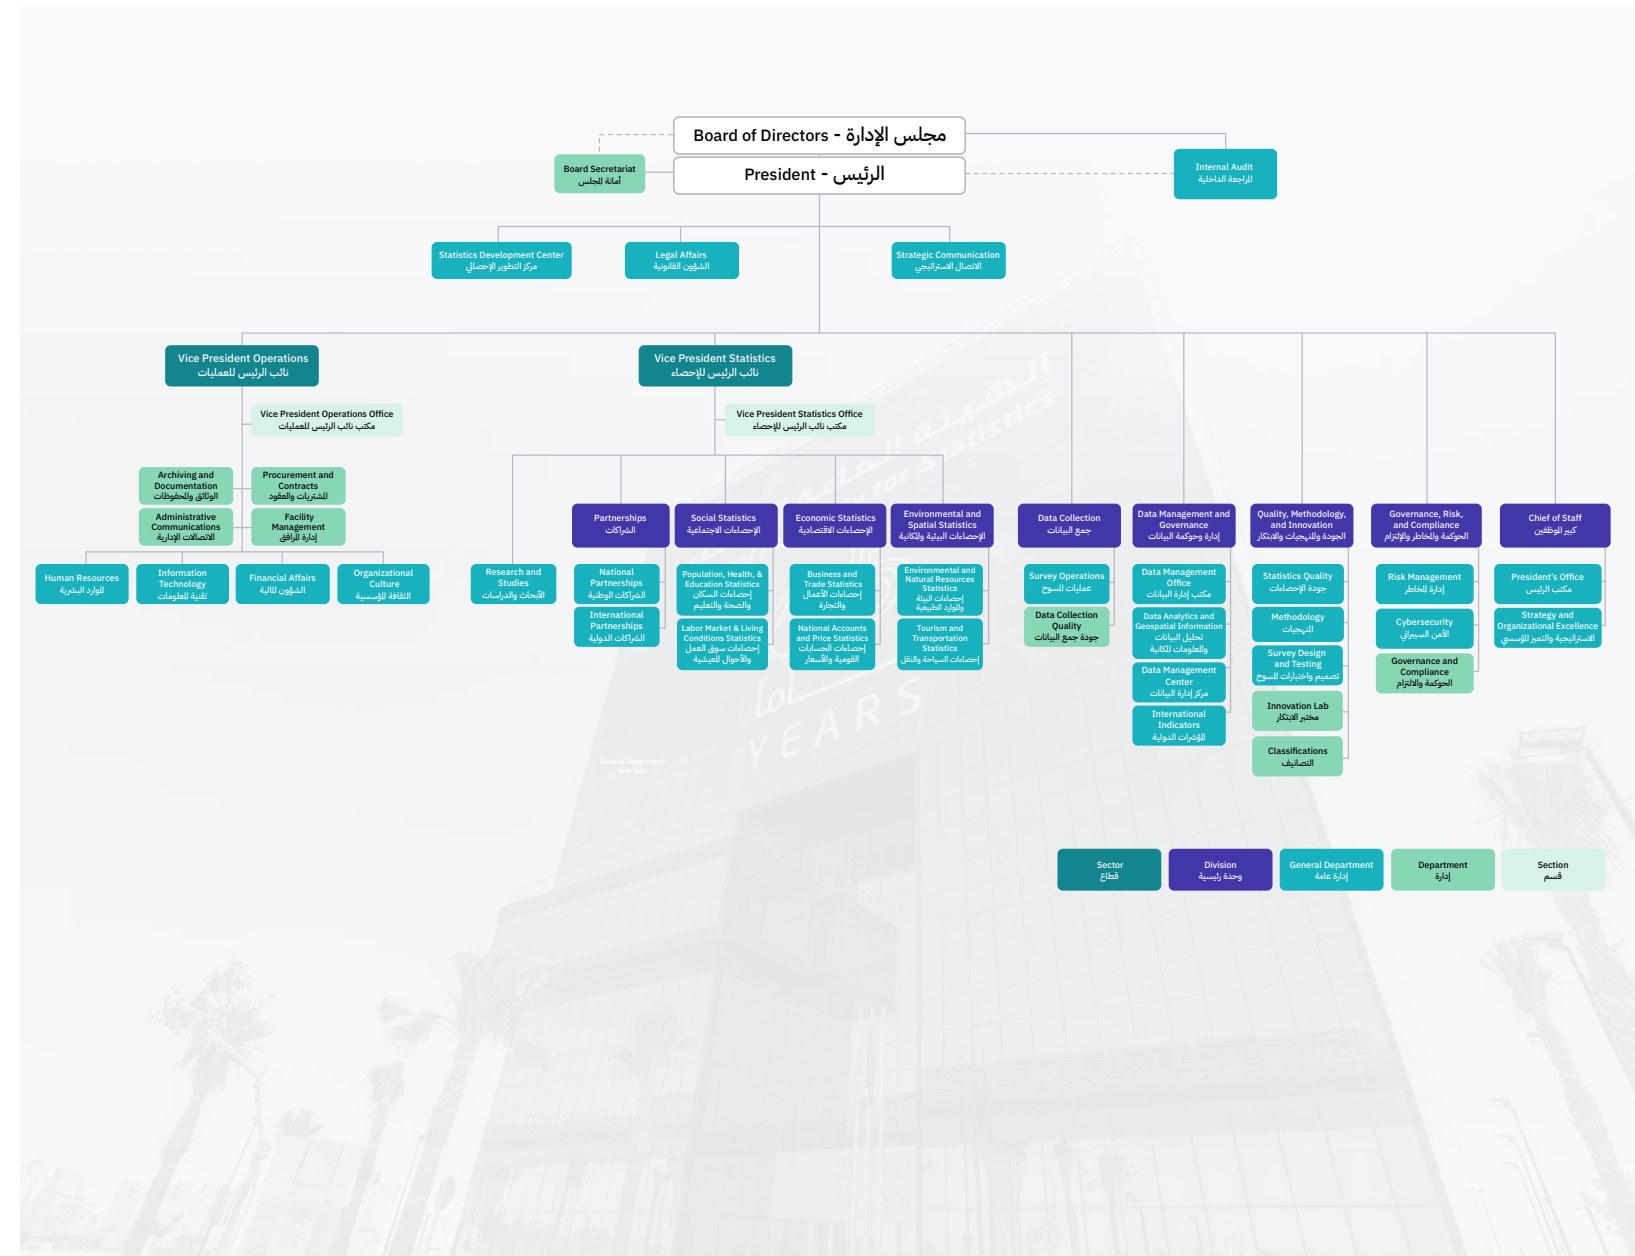 Board of Directors - مجلس الإدارة
Board Secretariat
أمانة المجلس
President - الرئيس
Internal Audit
المراجعة الداخلية
Statistics Development Center
مركز التطوير الإحصائي
Legal Affairs
الشؤون القانونية
Strategic Communication
الاتصال الاستراتيجي
Vice President Operations
نائب الرئيس للعمليات
Vice President Statistics
نائب الرئيس للإحصاء
Vice President Operations Office
مكتب نائب الرئيس للعمليات
Vice President Statistics Office
مكتب نائب الرئيس للإحصاء
Archiving and
Documentation
الوثائق والمحفوظات
Procurement and
Contracts
المشتريات والعقود
Administrative
Communications
الاتصالات الإدارية
Facility
Management
إدارة المرافق
Human Resources
الموارد البشرية
Information
Technology
تقنية المعلومات
Financial Affairs
الشؤون المالية
Organizational
Culture
الثقافة المؤسسية
Research and
Studies
الأبحاث والدراسات
Partnerships
الشراكات
National
Partnerships
الشراكات الوطنية
International
Partnerships
الشراكات الدولية
Social Statistics
الإحصاءات الاجتماعية
Population, Health, &
Education Statistics
إحصاءات السكان
والصحة والتعليم
Labor Market & Living
Conditions Statistics
إحصاءات سوق العمل
والأحوال المعيشية
Economic Statistics
الإحصاءات الاقتصادية
Business and
Trade Statistics
إحصاءات الأعمال
والتجارة
National Accounts
and Price Statistics
إحصاءات الحسابات
القومية والأسعار
Environmental and
Spatial Statistics
الإحصاءات البيئية والمكانية
Environmental and
Natural Resources
Statistics
إحصاءات البيئة
والموارد الطبيعية
Tourism and
Transportation
Statistics
إحصاءات السياحة والنقل
Data Collection
جمع البيانات
Survey Operations
عمليات المسوح
Data Collection
Quality
جودة جمع البيانات
Data Management and
Governance
إدارة وحوكمة البيانات
Data Management
Office
مكتب إدارة البيانات
Data Analytics and
Geospatial Information
تحليل البيانات
والمعلومات المكانية
Data Management
Center
مركز إدارة البيانات
International
Indicators
المؤشرات الدولية
Quality, Methodology,
and Innovation
الجودة والمنهجيات والابتكار
Statistics Quality
جودة الإحصاءات
Methodology
المنهجيات
Survey Design
and Testing
تصميم واختبارات المسوح
Innovation Lab
مختبر الابتكار
Classifications
التصانيف
Governance, Risk,
and Compliance
الحوكمة والمخاطر والإلتزام
Risk Management
إدارة المخاطر
Cybersecurity
الأمن السيبراني
Governance and
Compliance
الحوكمة والالتزام
Chief of Staff
كبير الموظفين
President's Office
مكتب الرئيس
Strategy and
Organizational Excellence
الاستراتيجية والتميز المؤسسي
الهيئة العامة
for Statistics
عاماً
YEARS
General Department
إدارة عامة
Sector
قطاع
Division
وحدة رئيسية
General Department
إدارة عامة
Department
إدارة
Section
قسم